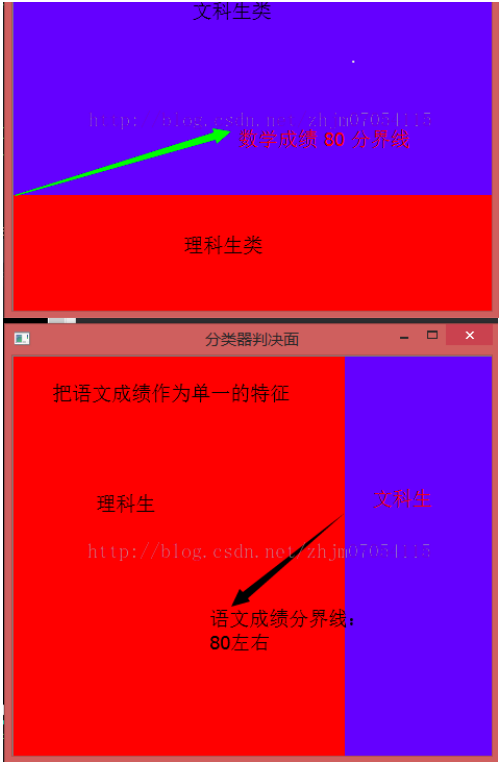 文科生类
http://blog.csdn.net/zhjm07054115
数学成绩 80 分界线
理科生类
分类器判决面
把语文成绩作为单一的特征
理科生
文科生
http://blog.csdn.net/zhjm07054115
语文成绩分界线：
80左右